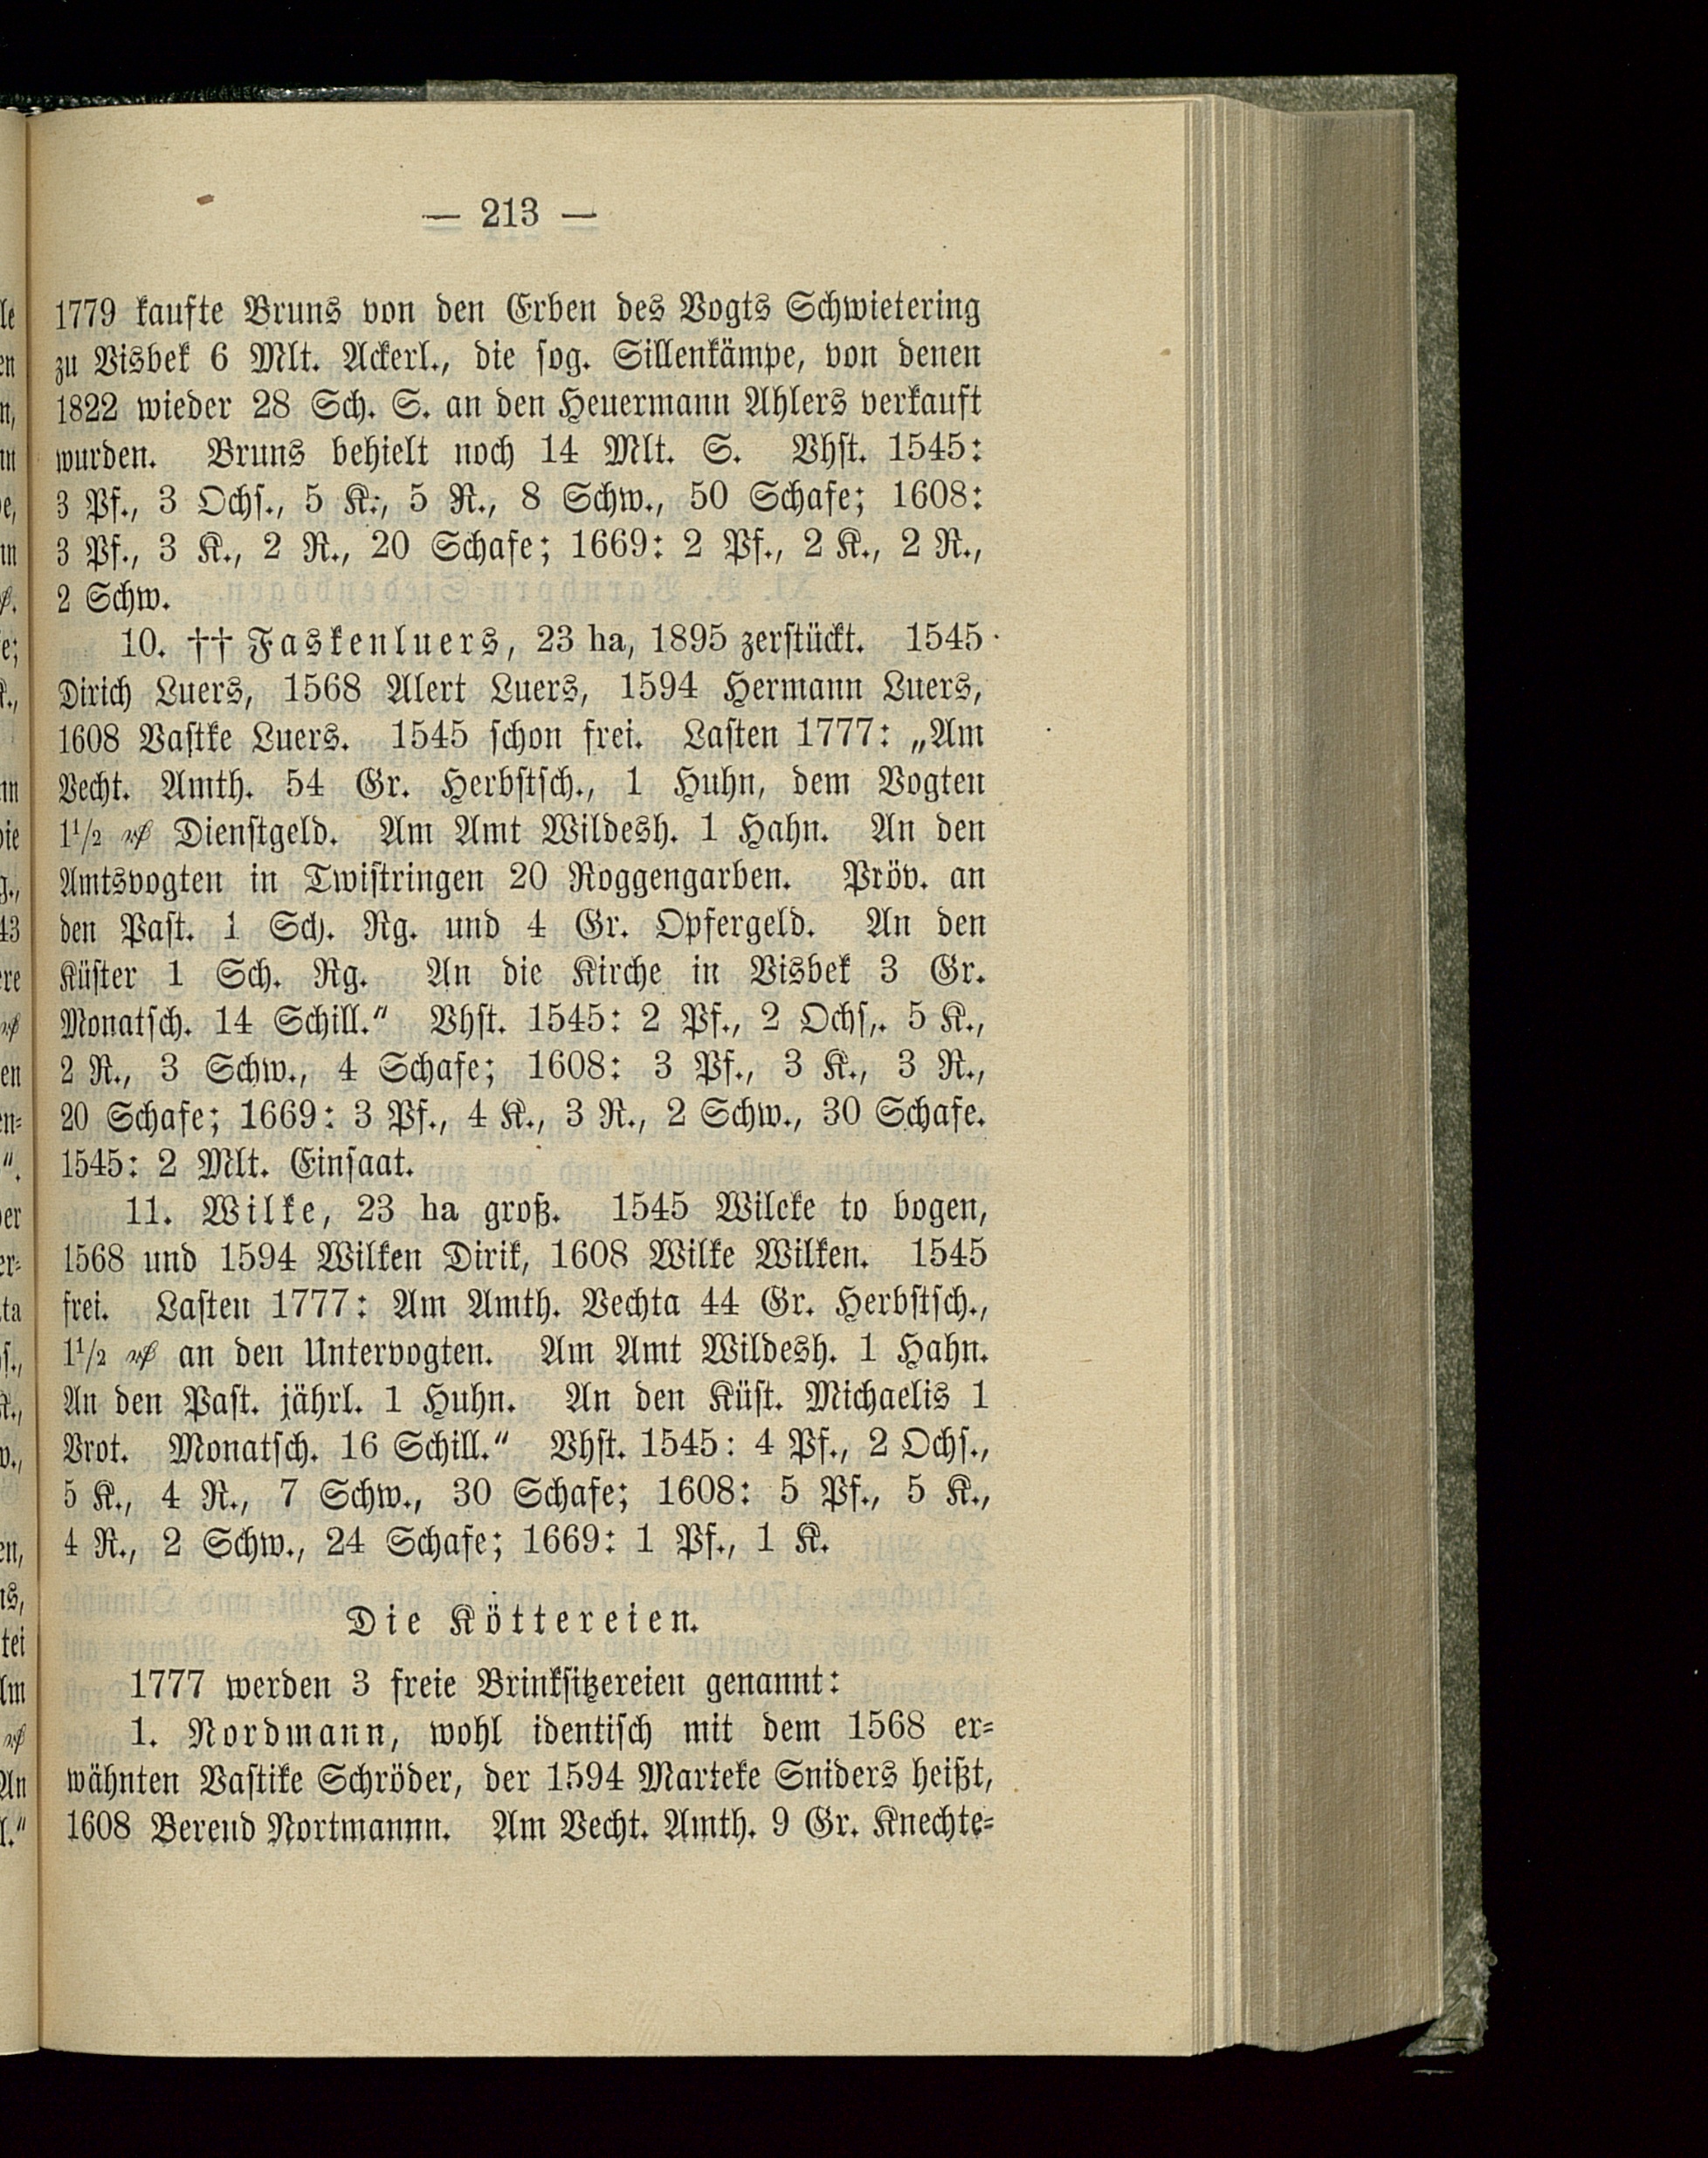 — 213 —
1779 kaufte Bruns von den Erben des Vogts Schwietering
zu Visbek 6 Mlt. Ackerl., die sog. Sillenkämpe, von denen
1822 wieder 28 Sch. S. an den Heuermann Ahlers verkauft
wurden. Bruns behielt noch 14 Mlt. S. Vhst. 1545:
3 Pf., 3 Ochs., 5 K., 5 R., 8 Schw., 50 Schafe; 1608:
3 Pf., 3 K., 2 R., 20 Schafe; 1669: 2 Pf., 2 K., 2 R.,
2 Schw.
10. †† Faskenluers, 23 ha, 1895 zerstückt. 1545
Dirich Luers, 1568 Alert Luers, 1594 Hermann Luers,
1608 Vastke Luers. 1545 schon frei. Lasten 1777: „Am
Vecht. Amth. 54 Gr. Herbstsch., 1 Huhn, dem Vogten
1½ ₰ Dienstgeld. Am Amt Wildesh. 1 Hahn. An den
Amtsvogten in Twistringen 20 Roggengarben. Pröv. an
den Past. 1 Sch. Rg. und 4 Gr. Opfergeld. An den
Küster 1 Sch. Rg. An die Kirche in Visbek 3 Gr.
Monatsch. 14 Schill." Vhst. 1545: 2 Pf., 2 Ochs,. 5 K.,
2 R., 3 Schw., 4 Schafe; 1608: 3 Pf., 3 K., 3 R.,
20 Schafe; 1669: 3 Pf., 4 K., 3 R., 2 Schw., 30 Schafe.
1545: 2 Mlt. Einsaat.
11. Wilke, 23 ha groß. 1545 Wilcke to bogen,
1568 und 1594 Wilken Dirik, 1608 Wilke Wilken. 1545
frei. Lasten 1777: Am Amth. Vechta 44 Gr. Herbstsch.,
1½ ₰ an den Untervogten. Am Amt Wildesh. 1 Hahn.
An den Past. jährl. 1 Huhn. An den Küst. Michaelis 1
Brot. Monatsch. 16 Schill." Vhst. 1545: 4 Pf., 2 Ochs.,
5 K., 4 R., 7 Schw., 30 Schafe; 1608: 5 Pf., 5 K.,
4 R., 2 Schw., 24 Schafe; 1669: 1 Pf., 1 K.
Die Köttereien.
1777 werden 3 freie Brinksitzereien genannt:
1. Nordmann, wohl identisch mit dem 1568 er-
wähnten Vastike Schröder, der 1594 Marteke Sniders heißt,
1608 Berend Nortmannn. Am Vecht. Amth. 9 Gr. Knechte-